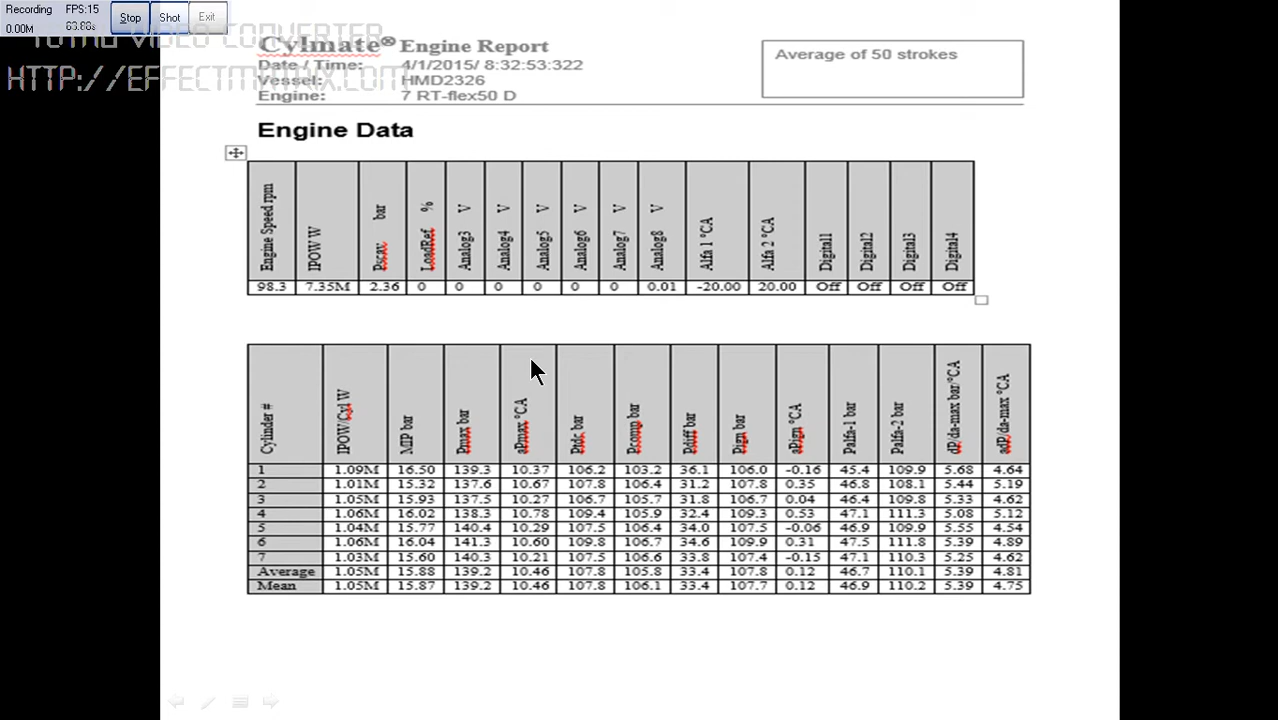 Recording FPS:15
0.00M 63.88s
Stop Shot Exit
TOTAL VIDEO CONVERTER
HTTP://EFFECTMATRIX.COM
Cylmate® Engine Report
Date / Time: 4/1/2015/ 8:32:53:322
Vessel: HMD2326
Engine: 7 RT-flex50 D
Average of 50 strokes
Engine Data
Engine Speed rpm IPOW W Pscav bar LoadRef % Analog3 V Analog4 V Analog5 V Analog6 V Analog7 V Analog8 V Alfa 1 °CA Alfa 2 °CA Digital1 Digital2 Digital3 Digital4
98.3 7.35M 2.36 0 0 0 0 0 0 0.01 -20.00 20.00 Off Off Off Off
Cylinder # IPOW/Cyl W MIP bar Pmax bar aPmax °CA Ptdc bar Pcomp bar Pdiff bar Pign bar aPign °CA Palfa-1 bar Palfa-2 bar dP/da-max bar/°CA adP/da-max °CA
1 1.09M 16.50 139.3 10.37 106.2 103.2 36.1 106.0 -0.16 45.4 109.9 5.68 4.64
2 1.01M 15.32 137.6 10.67 107.8 106.4 31.2 107.8 0.35 46.8 108.1 5.44 5.19
3 1.05M 15.93 137.5 10.27 106.7 105.7 31.8 106.7 0.04 46.4 109.8 5.33 4.62
4 1.06M 16.02 138.3 10.78 109.4 105.9 32.4 109.3 0.53 47.1 111.3 5.08 5.12
5 1.04M 15.77 140.4 10.29 107.5 106.4 34.0 107.5 -0.06 46.9 109.9 5.55 4.54
6 1.06M 16.04 141.3 10.60 109.8 106.7 34.6 109.9 0.31 47.5 111.8 5.39 4.89
7 1.03M 15.60 140.3 10.21 107.5 106.6 33.8 107.4 -0.15 47.1 110.3 5.25 4.62
Average 1.05M 15.88 139.2 10.46 107.8 105.8 33.4 107.8 0.12 46.7 110.1 5.39 4.81
Mean 1.05M 15.87 139.2 10.46 107.8 106.1 33.4 107.7 0.12 46.9 110.2 5.39 4.75